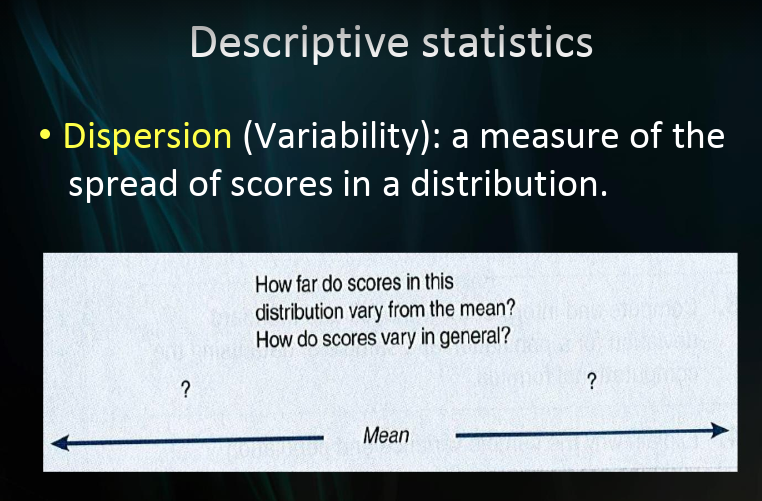 Descriptive statistics
• Dispersion (Variability): a measure of the
spread of scores in a distribution.
How far do scores in this
distribution vary from the mean?
How do scores vary in general?
?
?
Mean